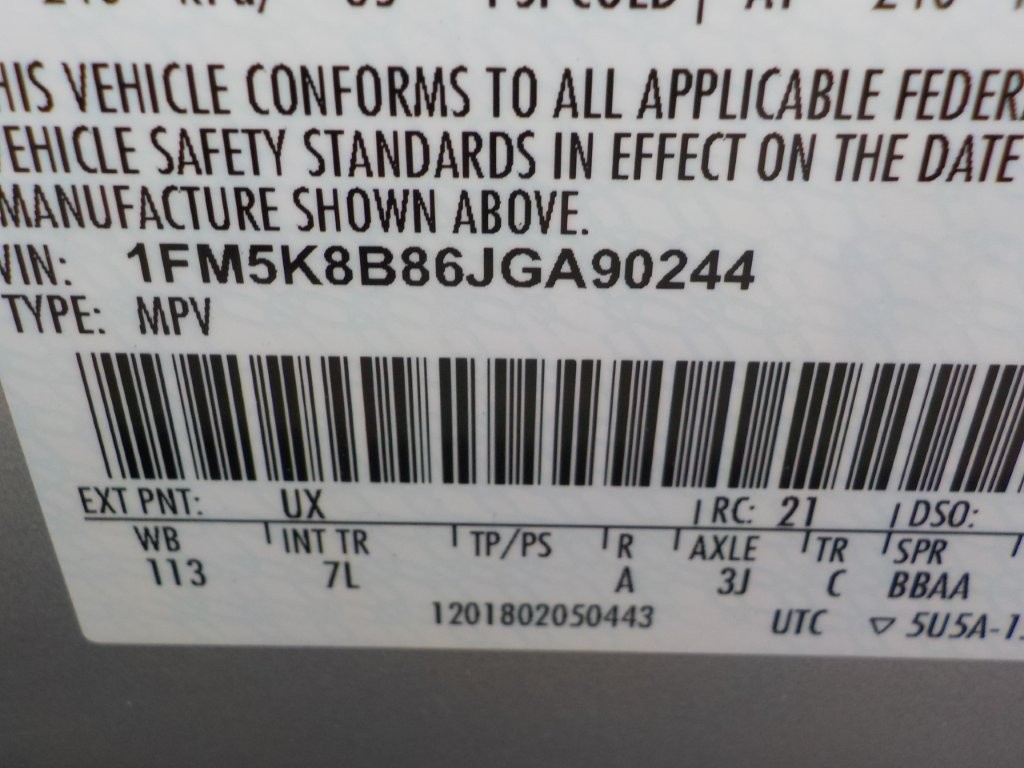 HIS VEHICLE CONFORMS TO ALL APPLICABLE FEDER
VEHICLE SAFETY STANDARDS IN EFFECT ON THE DATE
MANUFACTURE SHOWN ABOVE.
VIN: 1FM5K8B86JGA90244
TYPE: MPV
EXT PNT: UX RC: 21 DSO:
WB INT TR TP/PS R AXLE TR SPR
113 7L A 3J C BBAA
1201802050443 UTC ▽ 5U5A-1